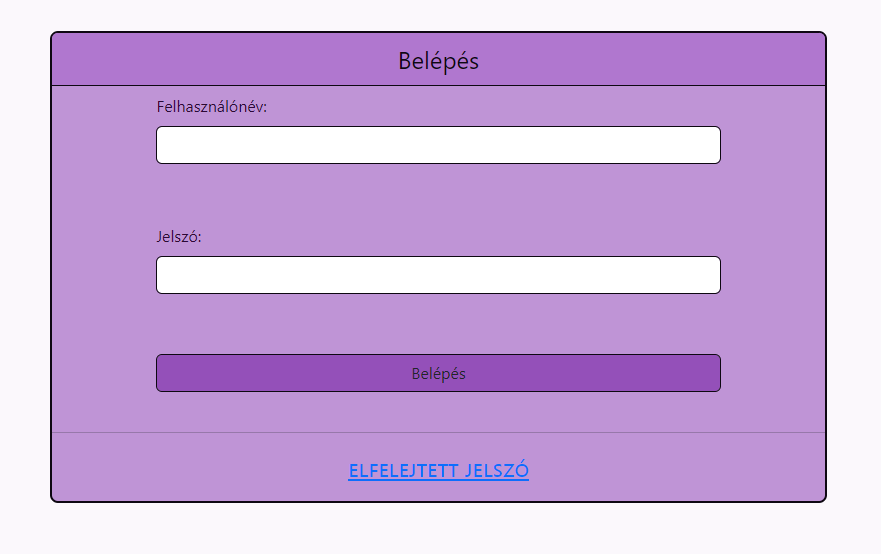 Belépés
Felhasználónév:
Jelszó:
Belépés
ELFELEJTETT JELSZÓ